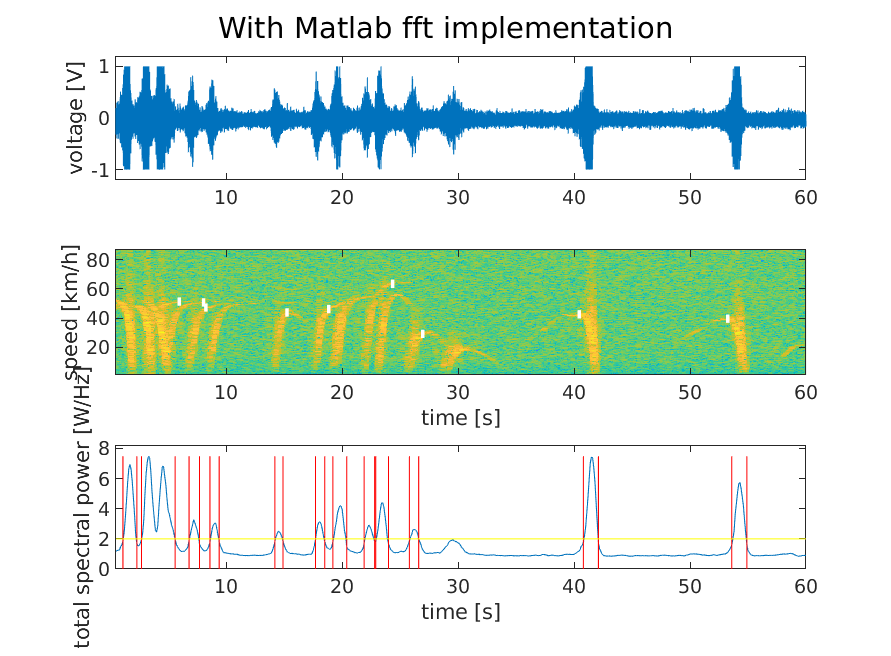 With Matlab fft implementation
voltage [V]
1
0
-1
10 20 30 40 50 60
speed [km/h]
80
60
40
20
10 20 30 40 50 60
time [s]
total spectral power [W/Hz]
8
6
4
2
0
10 20 30 40 50 60
time [s]